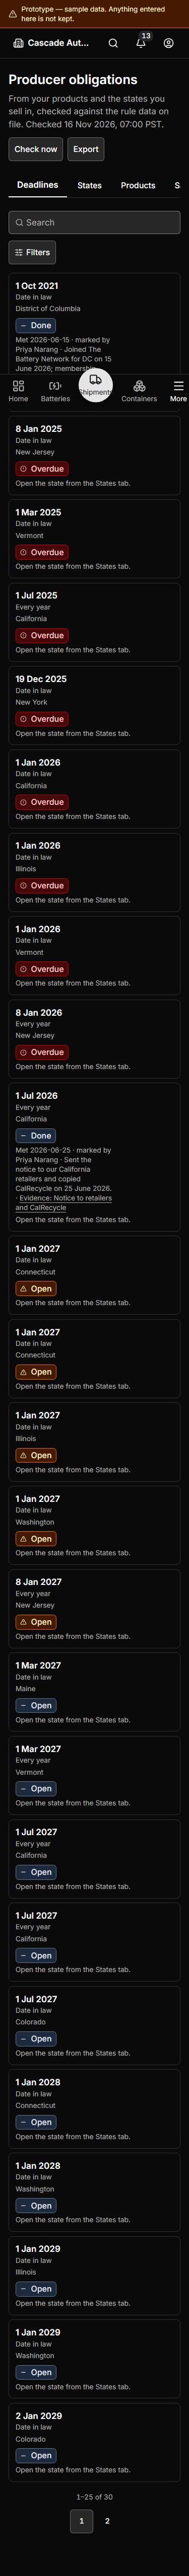 Prototype — sample data. Anything entered
here is not kept.
Cascade Aut...
13
Producer obligations
From your products and the states you
sell in, checked against the rule data on
file. Checked 16 Nov 2026, 07:00 PST.
Check now
Export
Deadlines
States
Products
S
Search
Filters
1 Oct 2021
Date in law
District of Columbia
Done
Met 2026-06-15 · marked by
Priya Narang · Joined The
Battery Network for DC on 15
June 2026; membership
Home
Batteries
Shipments
Containers
More
8 Jan 2025
Date in law
New Jersey
Overdue
Open the state from the States tab.
1 Mar 2025
Date in law
Vermont
Overdue
Open the state from the States tab.
1 Jul 2025
Every year
California
Overdue
Open the state from the States tab.
19 Dec 2025
Date in law
New York
Overdue
Open the state from the States tab.
1 Jan 2026
Date in law
California
Overdue
Open the state from the States tab.
1 Jan 2026
Date in law
Illinois
Overdue
Open the state from the States tab.
1 Jan 2026
Date in law
Vermont
Overdue
Open the state from the States tab.
8 Jan 2026
Every year
New Jersey
Overdue
Open the state from the States tab.
1 Jul 2026
Every year
California
Done
Met 2026-06-25 · marked by
Priya Narang · Sent the
notice to our California
retailers and copied
CalRecycle on 25 June 2026.
· Evidence: Notice to retailers
and CalRecycle
Open the state from the States tab.
1 Jan 2027
Date in law
Connecticut
Open
Open the state from the States tab.
1 Jan 2027
Date in law
Connecticut
Open
Open the state from the States tab.
1 Jan 2027
Date in law
Illinois
Open
Open the state from the States tab.
1 Jan 2027
Date in law
Washington
Open
Open the state from the States tab.
8 Jan 2027
Every year
New Jersey
Open
Open the state from the States tab.
1 Mar 2027
Date in law
Maine
Open
Open the state from the States tab.
1 Mar 2027
Every year
Vermont
Open
Open the state from the States tab.
1 Jul 2027
Every year
California
Open
Open the state from the States tab.
1 Jul 2027
Every year
California
Open
Open the state from the States tab.
1 Jul 2027
Date in law
Colorado
Open
Open the state from the States tab.
1 Jan 2028
Date in law
Connecticut
Open
Open the state from the States tab.
1 Jan 2028
Date in law
Washington
Open
Open the state from the States tab.
1 Jan 2029
Date in law
Illinois
Open
Open the state from the States tab.
1 Jan 2029
Date in law
Washington
Open
Open the state from the States tab.
2 Jan 2029
Date in law
Colorado
Open
Open the state from the States tab.
1–25 of 30
1
2